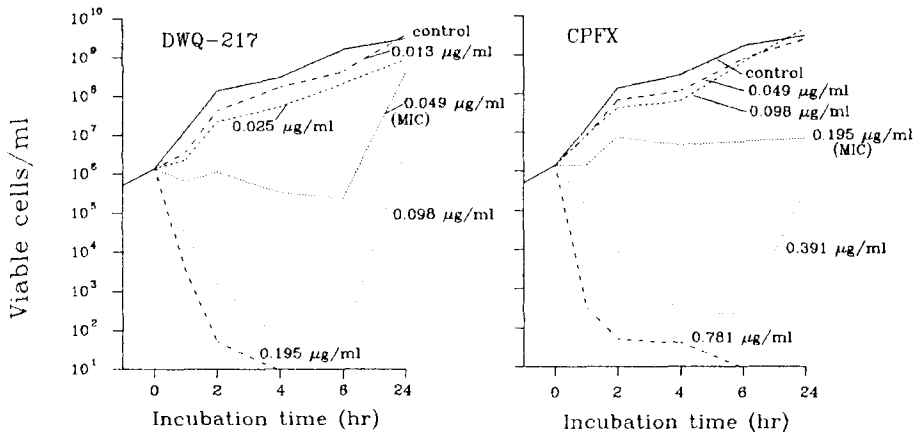 DWQ-217
Viable cells/ml
10^10
10^9
10^8
10^7
10^6
10^5
10^4
10^3
10^2
10^1
control
0.013 µg/ml
0.025 µg/ml
0.049 µg/ml
(MIC)
0.098 µg/ml
0.195 µg/ml
0 2 4 6 24
Incubation time (hr)
CPFX
control
0.049 µg/ml
0.098 µg/ml
0.195 µg/ml
(MIC)
0.391 µg/ml
0.781 µg/ml
0 2 4 6 24
Incubation time (hr)